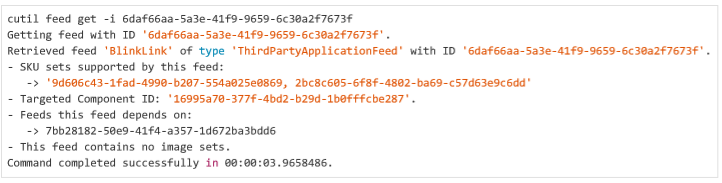 cutil feed get -i 6daf66aa-5a3e-41f9-9659-6c30a2f7673f
Getting feed with ID '6daf66aa-5a3e-41f9-9659-6c30a2f7673f'.
Retrieved feed 'BlinkLink' of type 'ThirdPartyApplicationFeed' with ID '6daf66aa-5a3e-41f9-9659-6c30a2f7673f'.
- SKU sets supported by this feed:
-> '9d606c43-1fad-4990-b207-554a025e0869, 2bc8c605-6f8f-4802-ba69-c57d63e9c6dd'
- Targeted Component ID: '16995a70-377f-4bd2-b29d-1b0fffcbe287'.
- Feeds this feed depends on:
-> 7bb28182-50e9-41f4-a357-1d672ba3bdd6
- This feed contains no image sets.
Command completed successfully in 00:00:03.9658486.